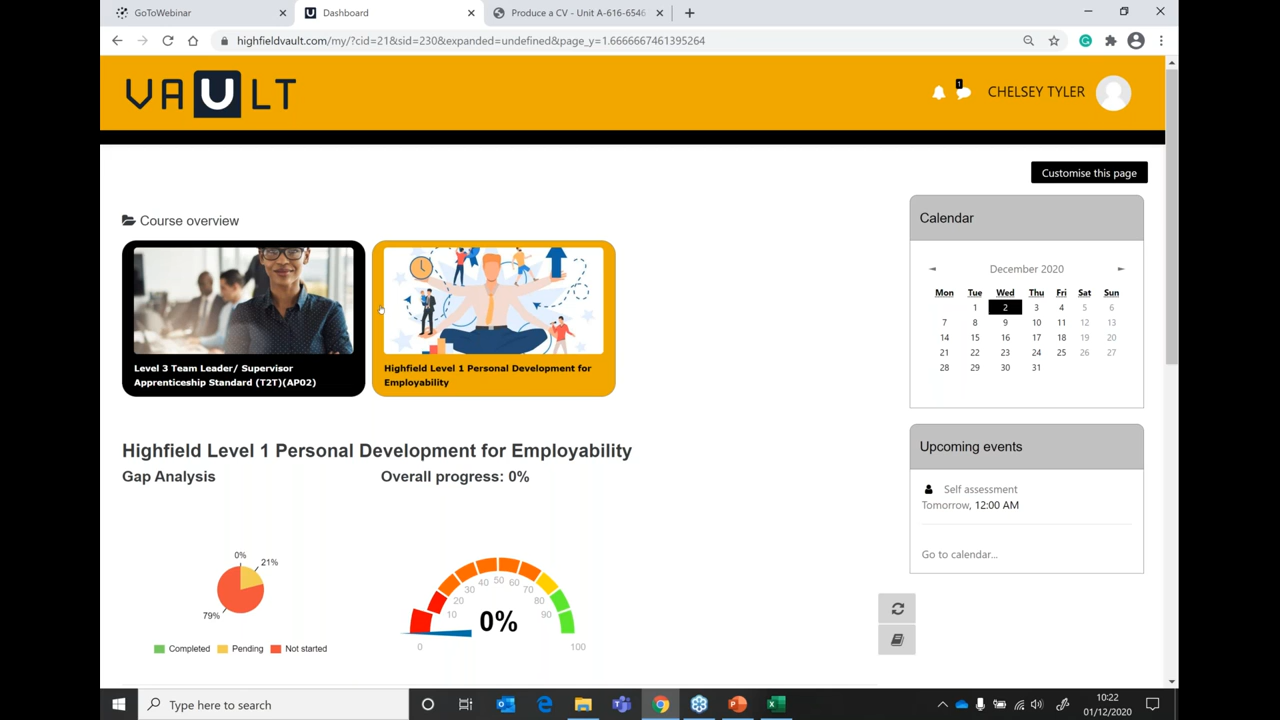 GoToWebinar
Dashboard
Produce a CV - Unit A-616-6546
highfieldvault.com/my/?cid=21&sid=230&expanded=undefined&page_y=1.6666667461395264
VAULT
1
CHELSEY TYLER
Customise this page
Course overview
Level 3 Team Leader/ Supervisor
Apprenticeship Standard (T2T)(AP02)
Highfield Level 1 Personal Development for
Employability
Highfield Level 1 Personal Development for Employability
Gap Analysis
Overall progress: 0%
0%
21%
79%
Completed
Pending
Not started
0
10
20
30
40
50
60
70
80
90
100
0%
Calendar
◄ December 2020 ►
Mon Tue Wed Thu Fri Sat Sun
1 2 3 4 5 6
7 8 9 10 11 12 13
14 15 16 17 18 19 20
21 22 23 24 25 26 27
28 29 30 31
Upcoming events
Self assessment
Tomorrow, 12:00 AM
Go to calendar...
Type here to search
10:22
01/12/2020